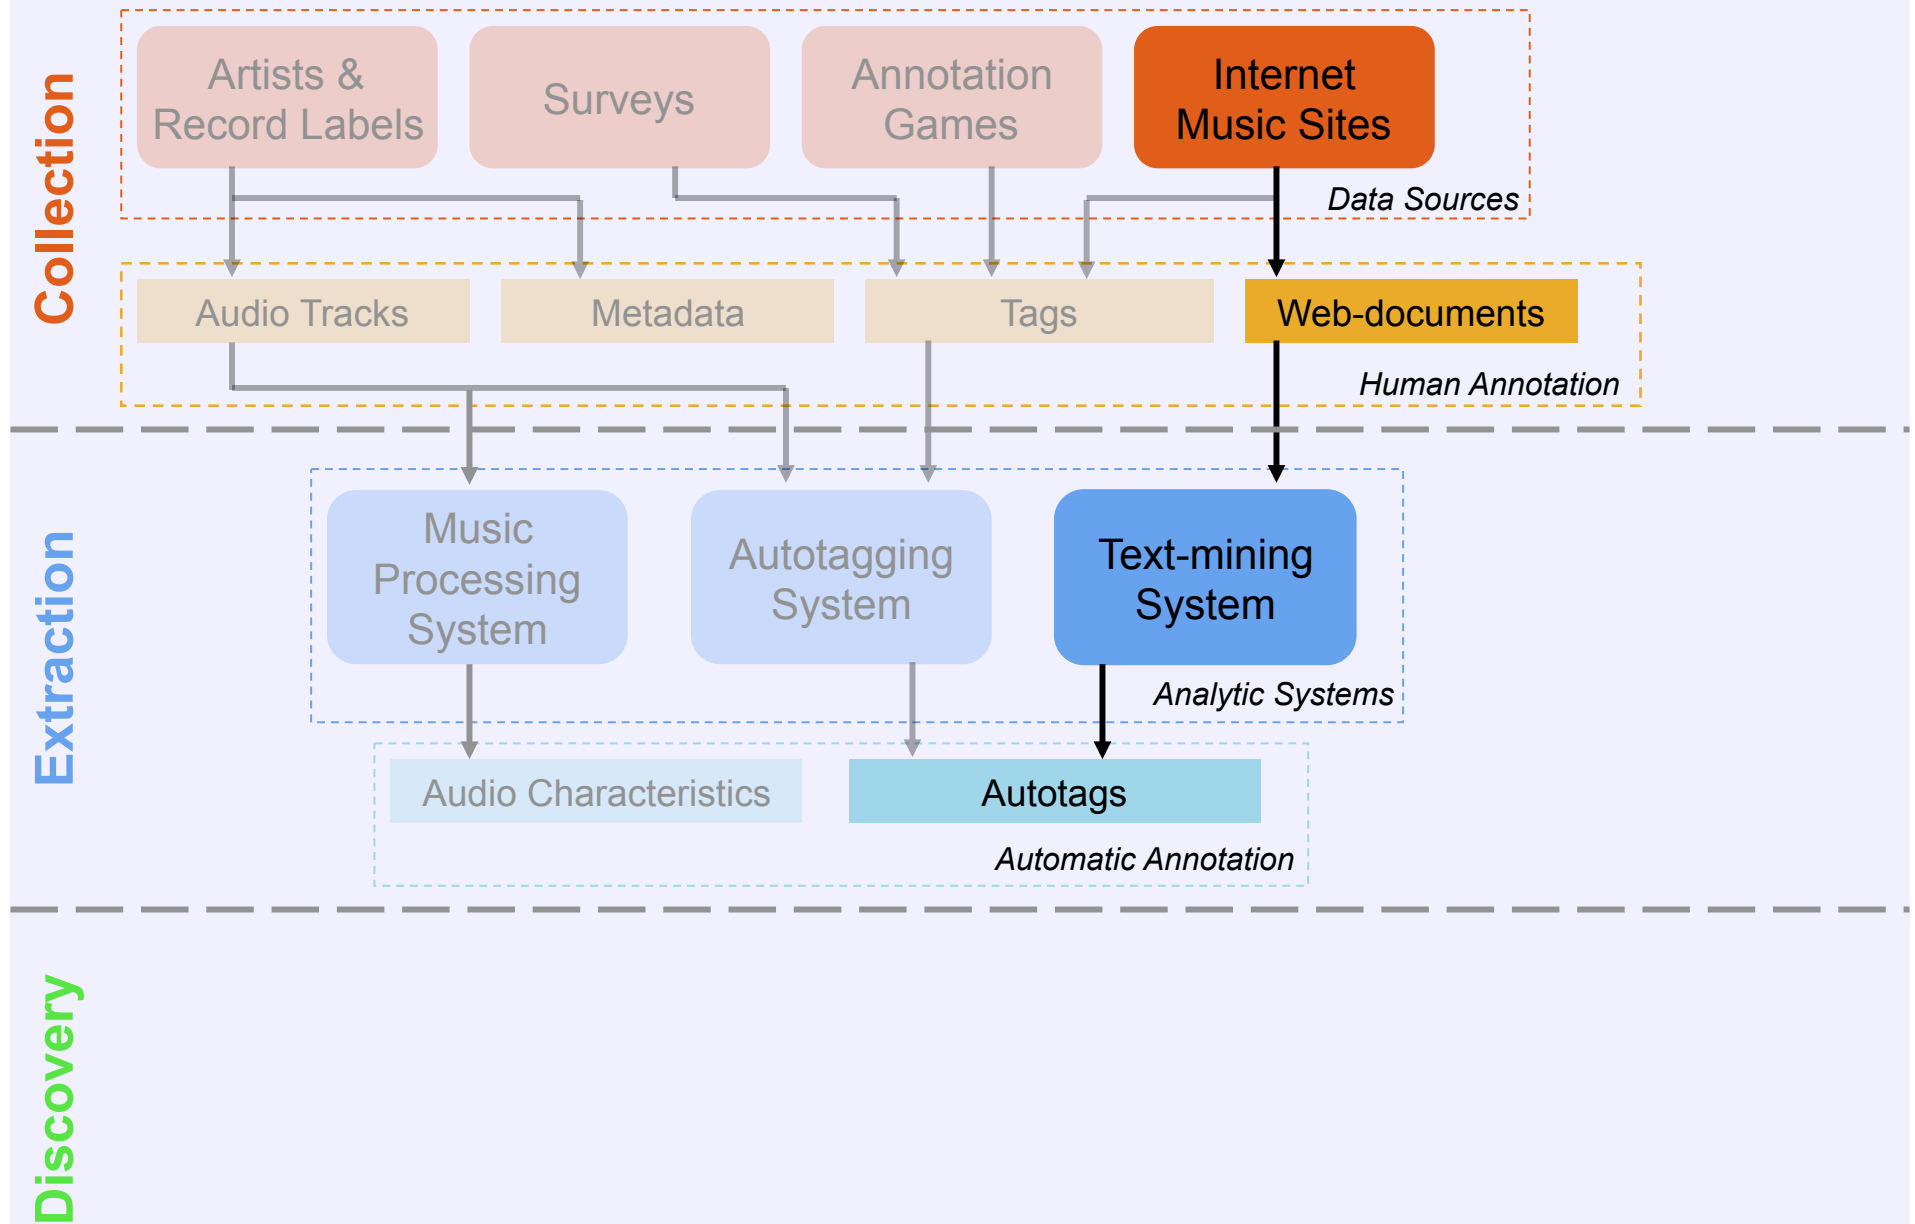 Collection
Artists &
Record Labels
Surveys
Annotation
Games
Internet
Music Sites
Data Sources
Audio Tracks
Metadata
Tags
Web-documents
Human Annotation
Extraction
Music
Processing
System
Autotagging
System
Text-mining
System
Analytic Systems
Audio Characteristics
Autotags
Automatic Annotation
Discovery